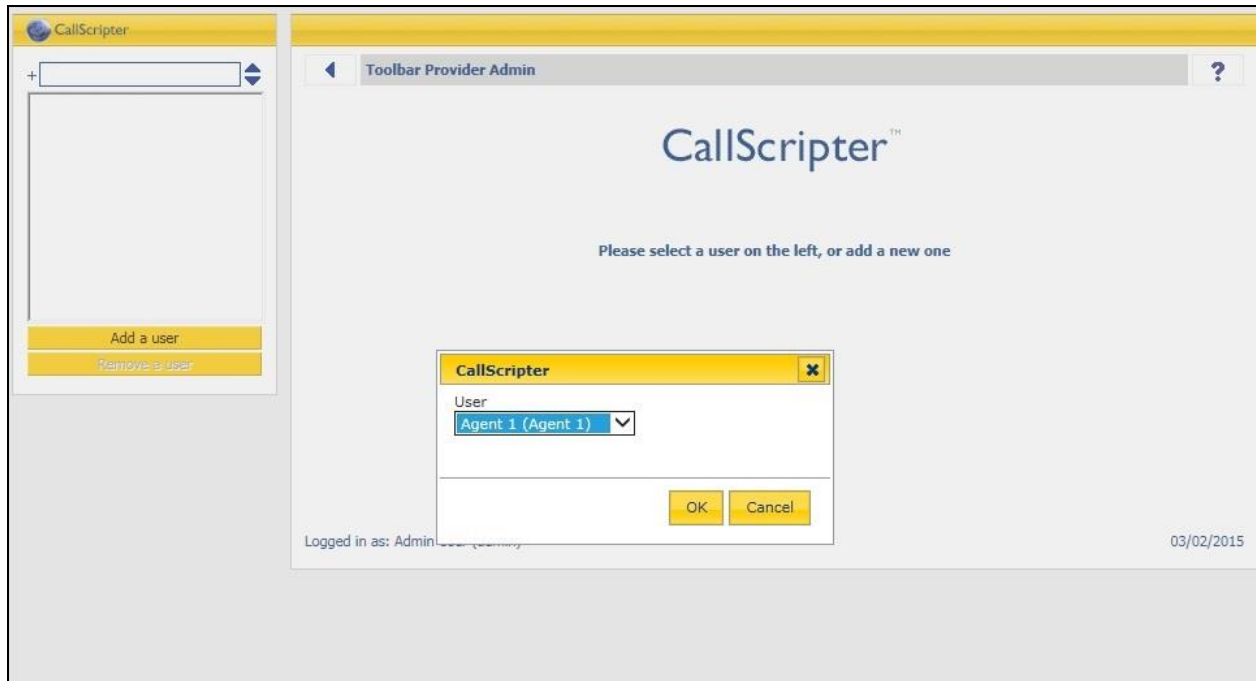 CallScripter
+
Toolbar Provider Admin
?
CallScripter™
Please select a user on the left, or add a new one
Add a user
Remove a user
CallScripter
User
Agent 1 (Agent 1)
OK Cancel
Logged in as: Admin
03/02/2015